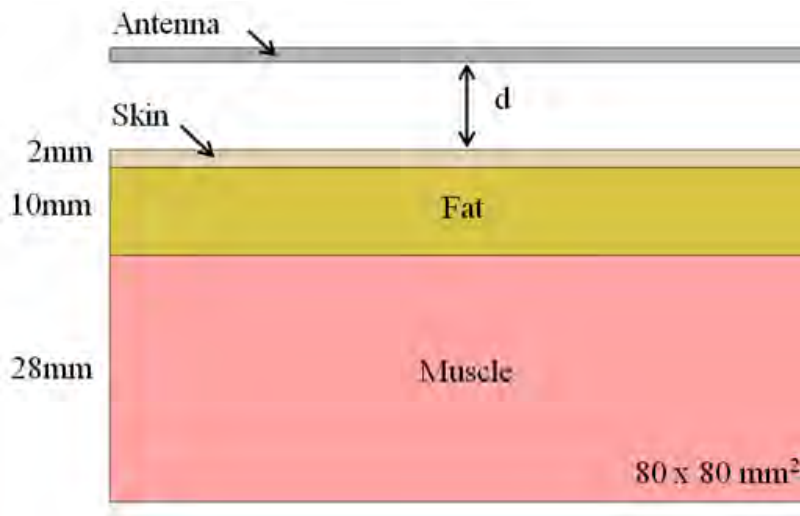 Antenna
d
Skin
2mm
10mm
Fat
28mm
Muscle
80 x 80 mm²